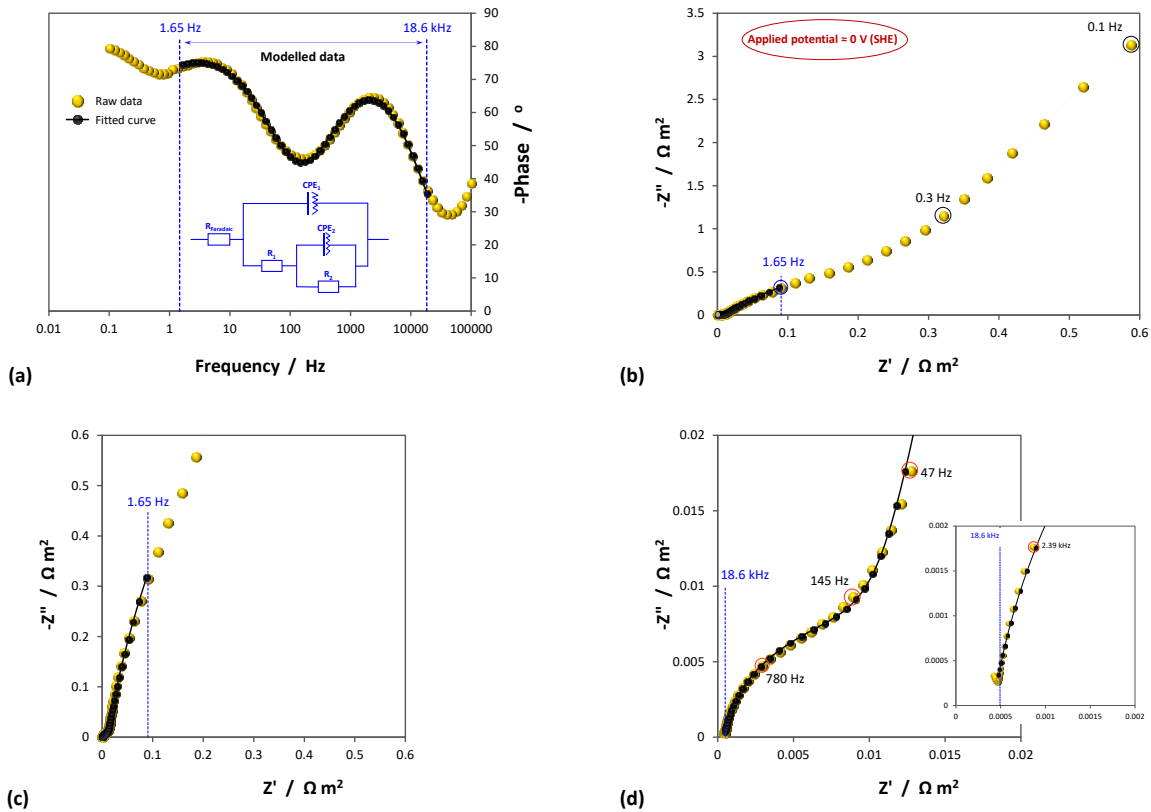 1.65 Hz
18.6 kHz
Modelled data
Raw data
Fitted curve
CPE1
CPE2
RFaradaic
R1
R2
90
80
70
60
50
40
30
20
10
0
-Phase / °
0.01 0.1 1 10 100 1000 10000 100000
Frequency / Hz
(a)
Applied potential ≈ 0 V (SHE)
0.1 Hz
0.3 Hz
1.65 Hz
3.5
3
2.5
2
1.5
1
0.5
0
-Z'' / Ω m²
0 0.1 0.2 0.3 0.4 0.5 0.6
Z' / Ω m²
(b)
0.6
0.5
0.4
0.3
0.2
0.1
0
-Z'' / Ω m²
1.65 Hz
0 0.1 0.2 0.3 0.4 0.5 0.6
Z' / Ω m²
(c)
0.02
0.015
0.01
0.005
0
-Z'' / Ω m²
47 Hz
145 Hz
18.6 kHz
780 Hz
0.002
0.0015
0.001
0.0005
0
18.6 kHz
2.39 kHz
0 0.0005 0.001 0.0015 0.002
0 0.005 0.01 0.015 0.02
Z' / Ω m²
(d)